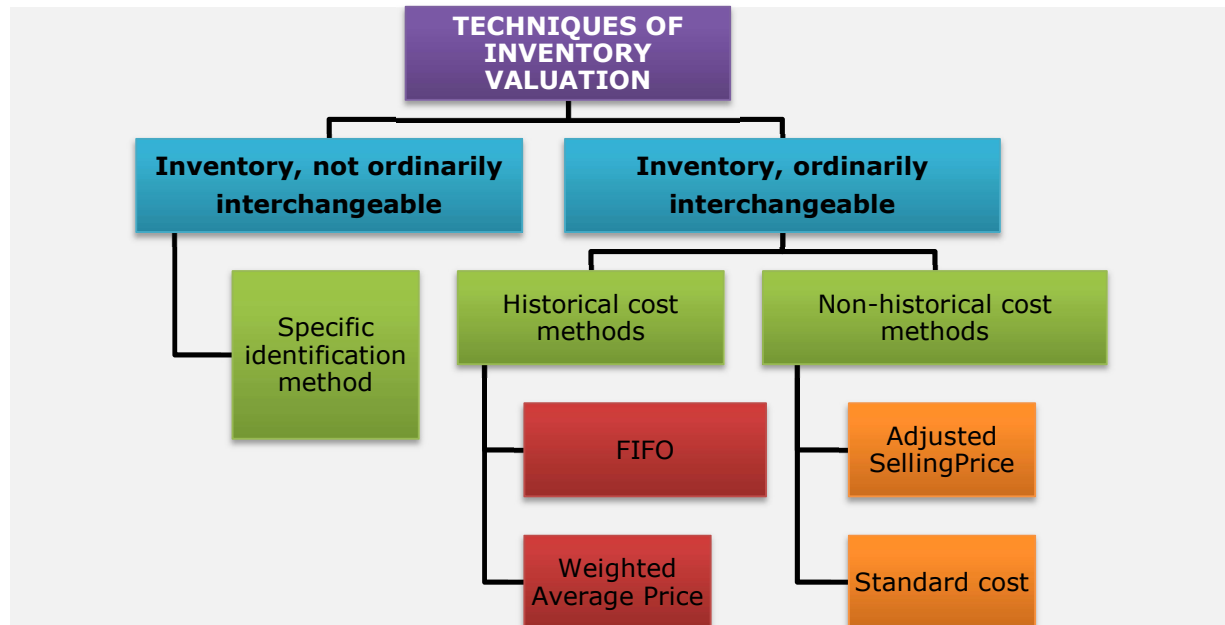 TECHNIQUES OF
INVENTORY
VALUATION
Inventory, not ordinarily
interchangeable
Inventory, ordinarily
interchangeable
Specific
identification
method
Historical cost
methods
Non-historical cost
methods
FIFO
Adjusted
SellingPrice
Weighted
Average Price
Standard cost